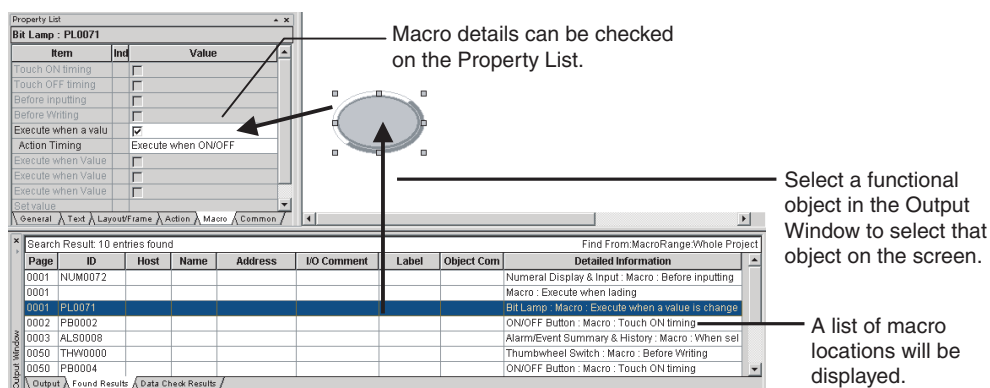 Property List
Bit Lamp : PL0071
Item Ind Value
Touch ON timing
Touch OFF timing
Before inputting
Before Writing
Execute when a valu
Action Timing Execute when ON/OFF
Execute when Value
Execute when Value
Execute when Value
Set value
General Text Layout/Frame Action Macro Common
Macro details can be checked
on the Property List.
Select a functional
object in the Output
Window to select that
object on the screen.
Output Window
Search Result: 10 entries found Find From:MacroRange:Whole Project
Page ID Host Name Address I/O Comment Label Object Com Detailed Information
0001 NUM0072 Numeral Display & Input : Macro : Before inputting
0001 Macro : Execute when lading
0001 PL0071 Bit Lamp : Macro : Execute when a value is change
0002 PB0002 ON/OFF Button : Macro : Touch ON timing
0003 ALS0008 Alarm/Event Summary & History : Macro : When sel
0050 THW0000 Thumbwheel Switch : Macro : Before Writing
0050 PB0004 ON/OFF Button : Macro : Touch ON timing
Output Found Results Data Check Results
A list of macro
locations will be
displayed.